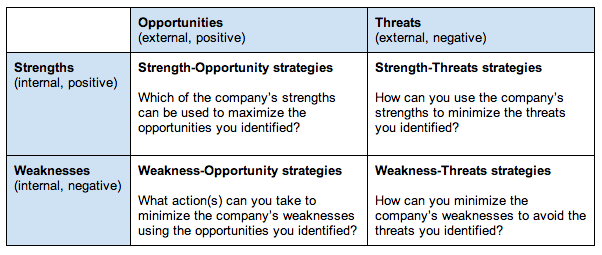 Opportunities
(external, positive)
Threats
(external, negative)
Strengths
(internal, positive)
Strength-Opportunity strategies
Which of the company's strengths
can be used to maximize the
opportunities you identified?
Strength-Threats strategies
How can you use the company's
strengths to minimize the threats
you identified?
Weaknesses
(internal, negative)
Weakness-Opportunity strategies
What action(s) can you take to
minimize the company's weaknesses
using the opportunities you identified?
Weakness-Threats strategies
How can you minimize the
company's weaknesses to avoid the
threats you identified?